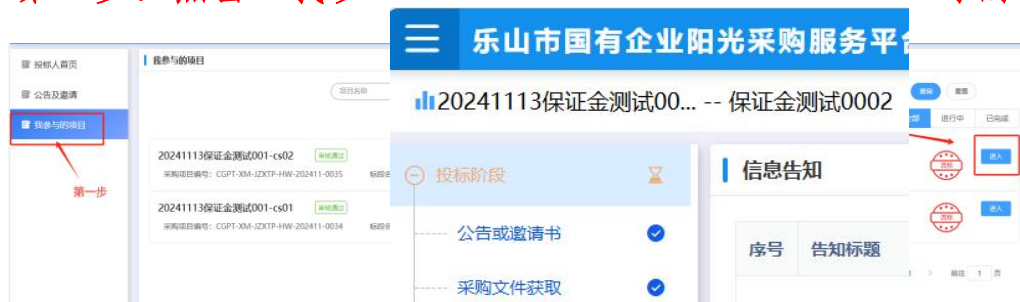 乐山市国有企业阳光采购服务平台
20241113保证金测试00... -- 保证金测试0002
投标阶段
公告或邀请书
采购文件获取
信息告知
序号 告知标题
投标人首页
公告及邀请
我参与的项目
第一步
我参与的项目
项目名称
20241113保证金测试001-cs02 审核通过
采购项目编号：CGPT-XM-JZXTP-HW-202411-0035 标段
20241113保证金测试001-cs01 审核通过
采购项目编号：CGPT-XM-JZXTP-HW-202411-0034 标段
查询 重置
进行中 已完成
流标 进入
流标 进入
前往 1 页